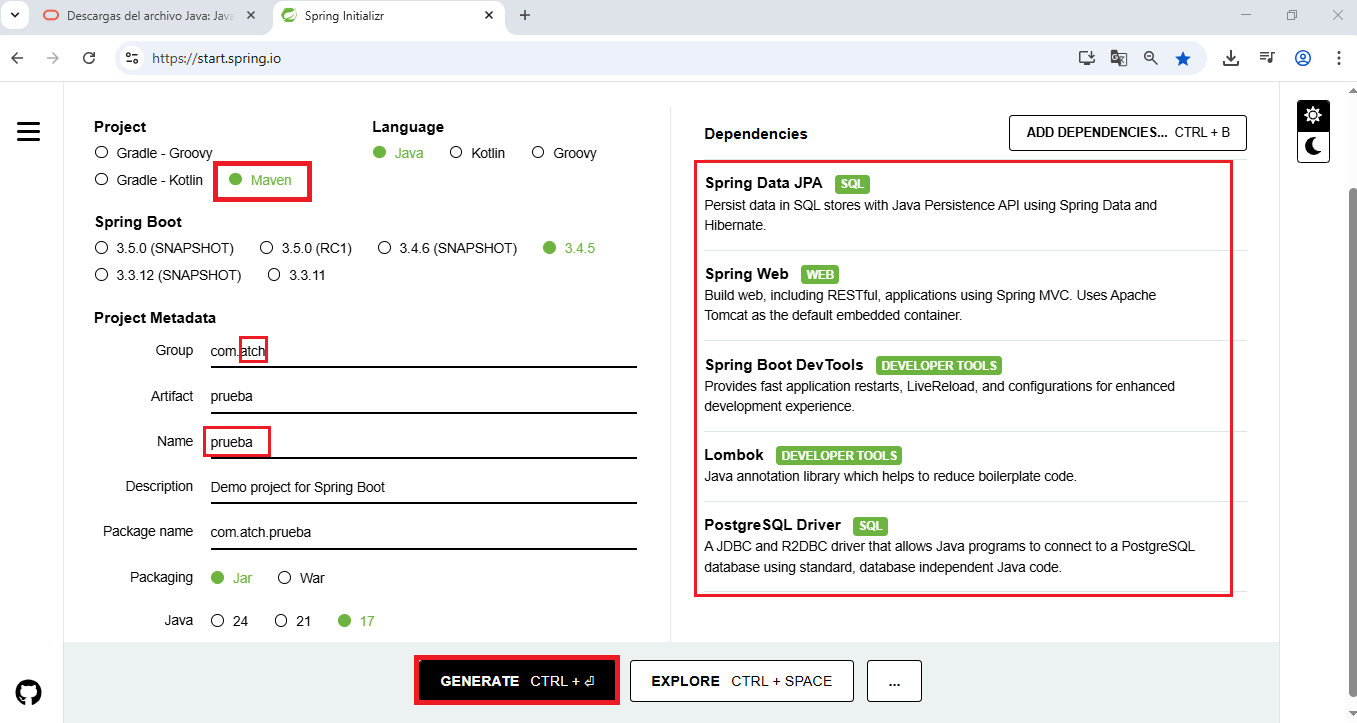 Descargas del archivo Java: Java
Spring Initializr
https://start.spring.io
Project
Gradle - Groovy
Gradle - Kotlin
Maven
Language
Java
Kotlin
Groovy
Spring Boot
3.5.0 (SNAPSHOT)
3.5.0 (RC1)
3.4.6 (SNAPSHOT)
3.4.5
3.3.12 (SNAPSHOT)
3.3.11
Project Metadata
Group
com.atch
Artifact
prueba
Name
prueba
Description
Demo project for Spring Boot
Package name
com.atch.prueba
Packaging
Jar
War
Java
24
21
17
Dependencies
ADD DEPENDENCIES... CTRL + B
Spring Data JPA SQL
Persist data in SQL stores with Java Persistence API using Spring Data and
Hibernate.
Spring Web WEB
Build web, including RESTful, applications using Spring MVC. Uses Apache
Tomcat as the default embedded container.
Spring Boot DevTools DEVELOPER TOOLS
Provides fast application restarts, LiveReload, and configurations for enhanced
development experience.
Lombok DEVELOPER TOOLS
Java annotation library which helps to reduce boilerplate code.
PostgreSQL Driver SQL
A JDBC and R2DBC driver that allows Java programs to connect to a PostgreSQL
database using standard, database independent Java code.
GENERATE CTRL + ⏎
EXPLORE CTRL + SPACE
...